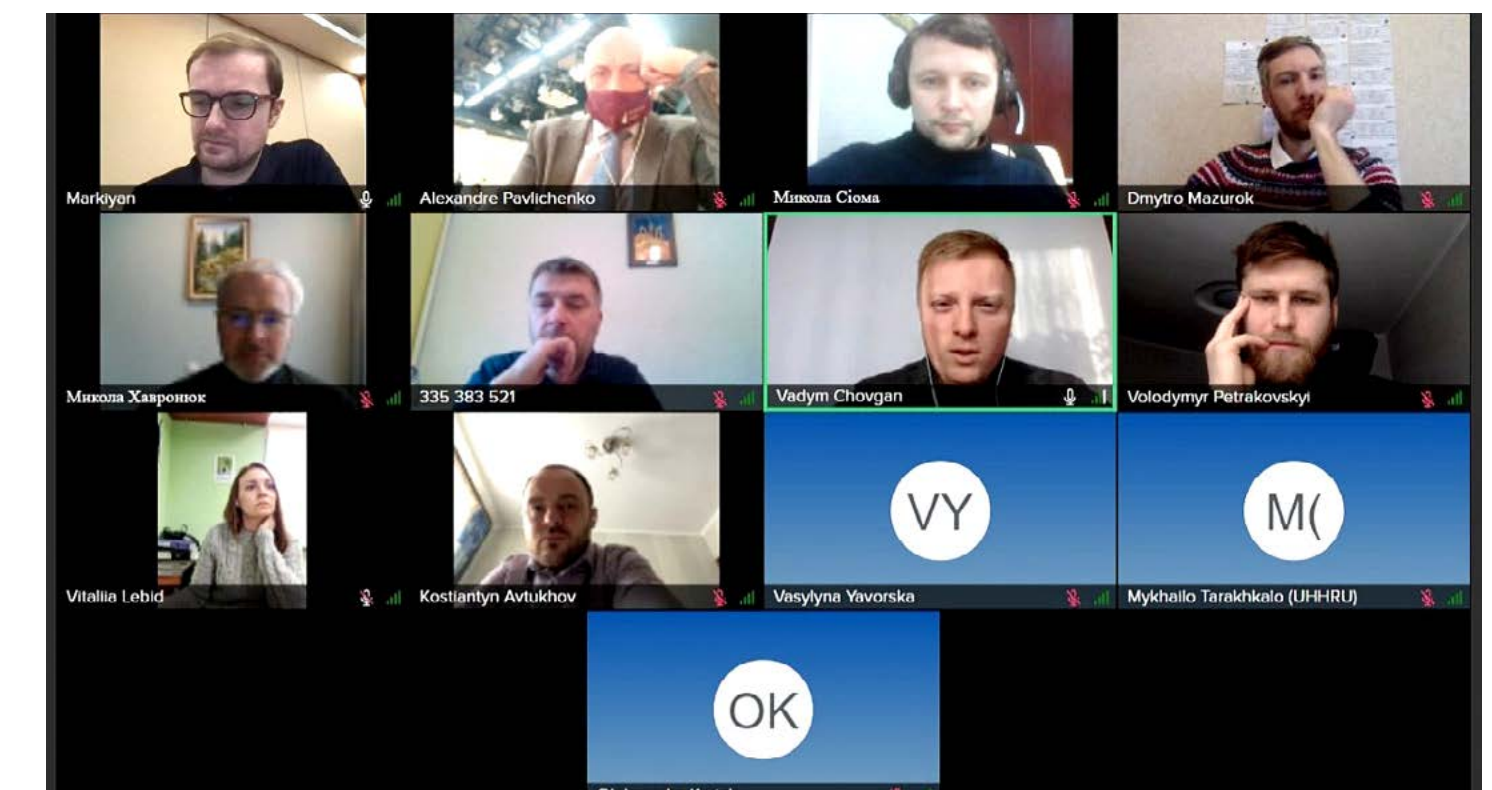 Markiyan
Alexandre Pavlichenko
Микола Сіома
Dmytro Mazurok
Микола Хавронюк
335 383 521
Vadym Chovgan
Volodymyr Petrakovskyi
Vitaliia Lebid
Kostiantyn Avtukhov
VY
Vasylyna Yavorska
M(
Mykhailo Tarakhkalo (UHHRU)
OK